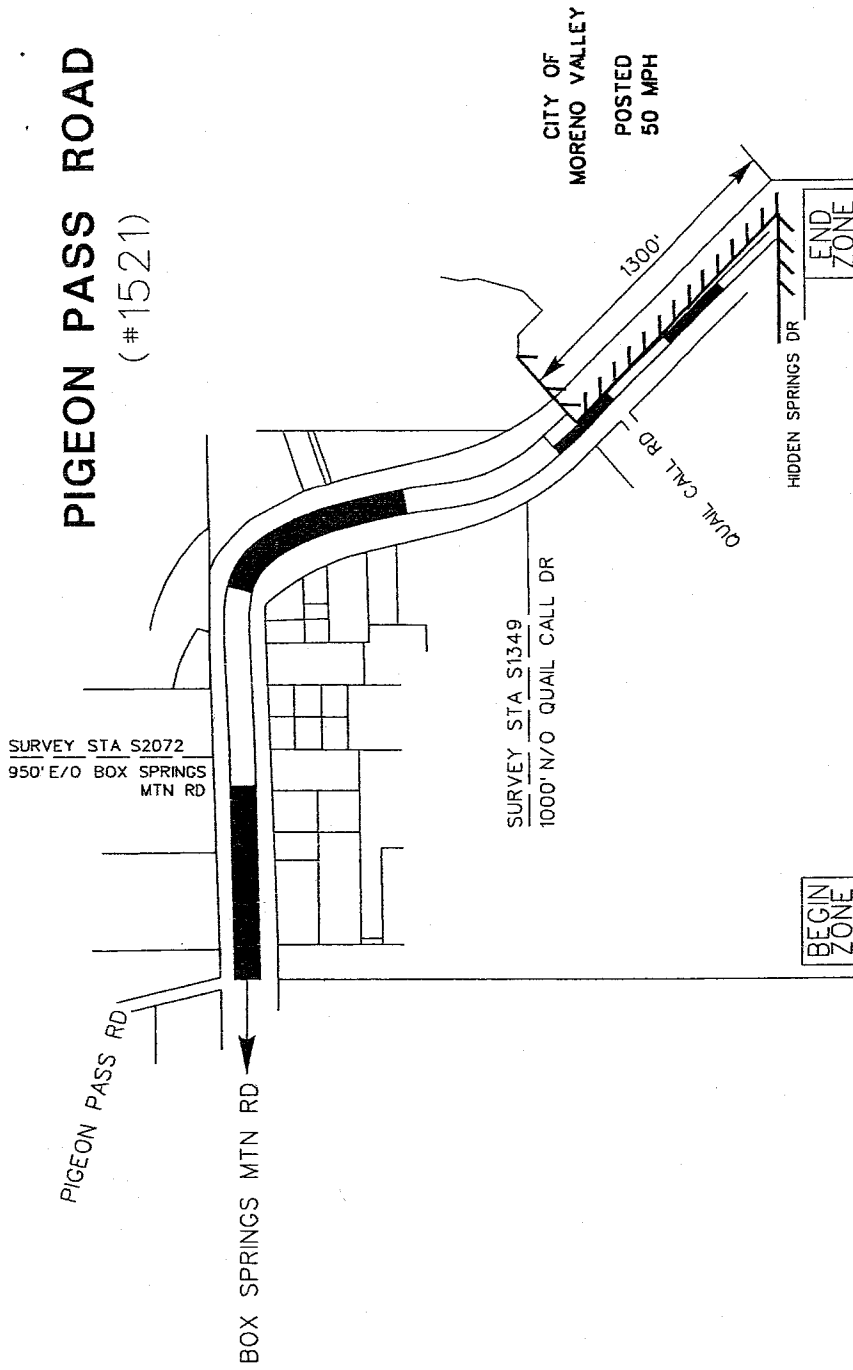 PIGEON PASS ROAD
(#1521)
CITY OF
MORENO VALLEY
POSTED
50 MPH
1300'
SURVEY STA S2072
950' E/O BOX SPRINGS
MTN RD
PIGEON PASS RD
BOX SPRINGS MTN RD
SURVEY STA S1349
1000' N/O QUAIL CALL DR
QUAIL CALL RD
HIDDEN SPRINGS DR
BEGIN
ZONE
END
ZONE